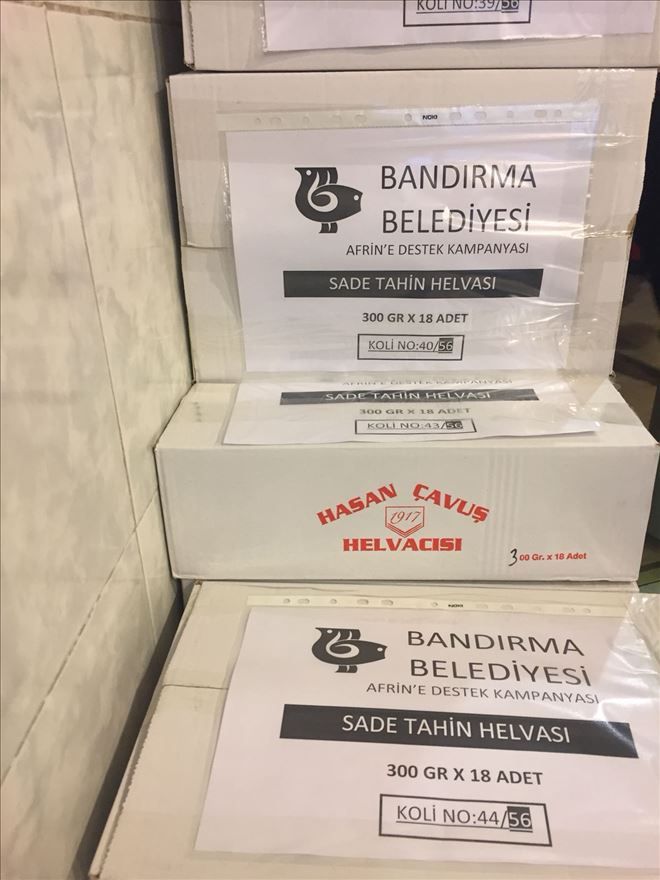 KOLİ NO:39/56
NOKI
BANDIRMA
BELEDİYESİ
AFRİN'E DESTEK KAMPANYASI
SADE TAHİN HELVASI
300 GR X 18 ADET
KOLİ NO:40/56
AFRİN'E DESTEK KAMPANYASI
SADE TAHİN HELVASI
300 GR X 18 ADET
KOLİ NO:43/56
HASAN ÇAVUŞ
1917
HELVACISI
300 Gr. x 18 Adet
NOKI
BANDIRMA
BELEDİYESİ
AFRİN'E DESTEK KAMPANYASI
SADE TAHİN HELVASI
300 GR X 18 ADET
KOLİ NO:44/56